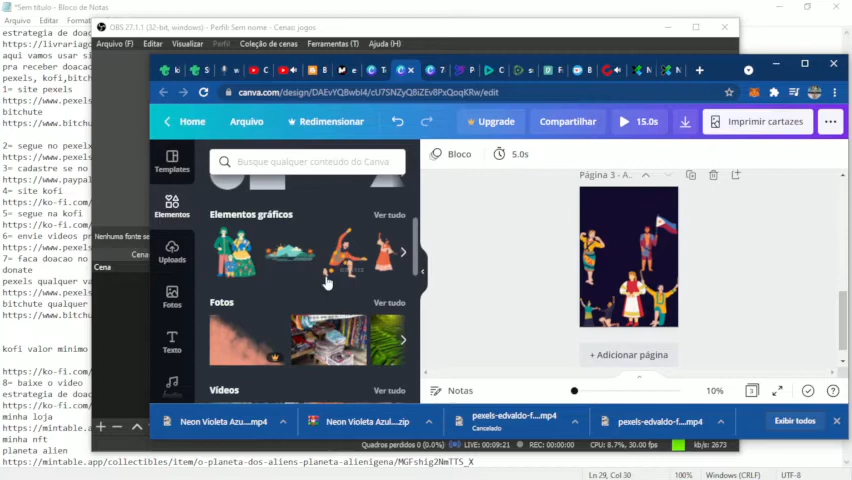 *Sem título - Bloco de Notas
Arquivo Editar Format
OBS 27.1.1 (32-bit, windows) - Perfil: Sem nome - Cenas: jogos
Arquivo (F) Editar Visualizar Perfil Coleção de cenas Ferramentas (T) Ajuda (H)
canva.com/design/DAEvYQBwbI4/cU7SNZyQBiZEv8PxQoqKRw/edit
Home Arquivo Redimensionar Upgrade Compartilhar 15.0s Imprimir cartazes
Templates
Elementos
Uploads
Fotos
Texto
Busque qualquer conteúdo do Canva
Elementos gráficos Ver tudo
Fotos Ver tudo
Vídeos Ver tudo
Bloco 5.0s
Página 3 - A...
+ Adicionar página
Notas 10% 3
Neon Violeta Azu....mp4
Neon Violeta Azul....zip
pexels-edvaldo-f....mp4
Cancelado
pexels-edvaldo-f....mp4
Exibir todos
Quadros perdidos 0 (0.0%) LIVE: 00:09:21 REC: 00:00:00 CPU: 8.7%, 30.00 fps kb/s: 2673
Nenhuma fonte se
Cena
Cena
estrategia de doac
https://livorari
aqui vamos usar si
pra receber doacao
pexels, kofi,bitchu
1= site pexels
https://www.pexels
bitchute
https://www.bitchu
2= segue no pexelx
https://www.pexels
3= cadastre se no
https://www.paypal
4= site kofi
https://ko-fi.com/
5= segue na kofi
https://ko-fi.com/
6= envie videos pr
https://www.pexels
7= faca doacao no
donate
pexels qualquer va
https://www.pexels
bitchute qualquer
https://www.bitchu
kofi valor minimo
https://ko-fi.com/
8= baixe o video
estrategia de doac
https://ko-fi.com/
minha loja
https://mintable.a
minha nft
planeta alien
https://mintable.app/collectibles/item/o-planeta-dos-aliens-planeta-alienigena/MGFshig2NmTTS_X
Ln 29, Col 30 100% Windows (CRLF) UTF-8